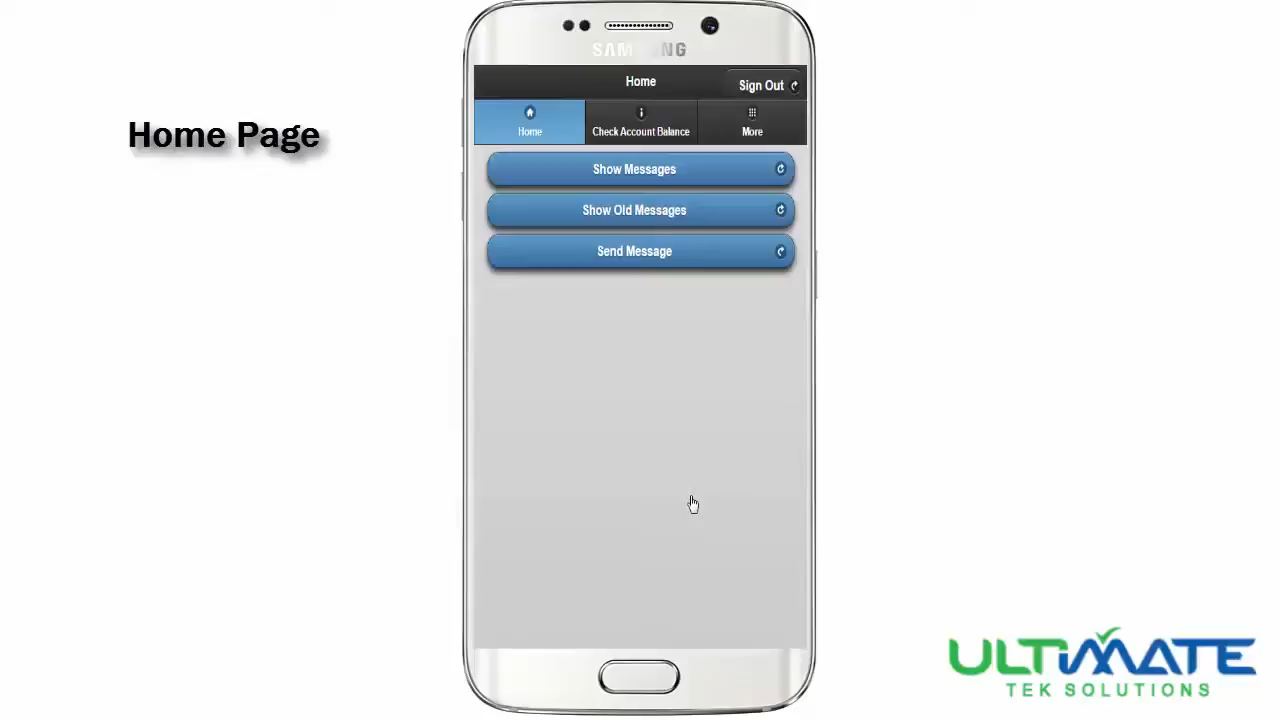 SAMSUNG
Home
Sign Out
Home
Check Account Balance
More
Home Page
Show Messages
Show Old Messages
Send Message
ULTIMATE
TEK SOLUTIONS